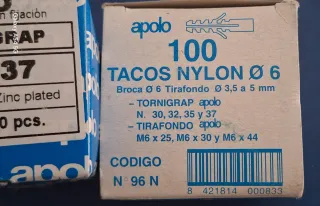 n fijación
GRAP
37
Zinc plated
0 pcs.
apolo
apolo
100
TACOS NYLON Ø 6
Broca Ø 6 Tirafondo Ø 3,5 a 5 mm
- TORNIGRAP apolo
N. 30, 32, 35 y 37
- TIRAFONDO apolo
M6 x 25, M6 x 30 y M6 x 44
CODIGO
Nº 96 N
8 421814 000833